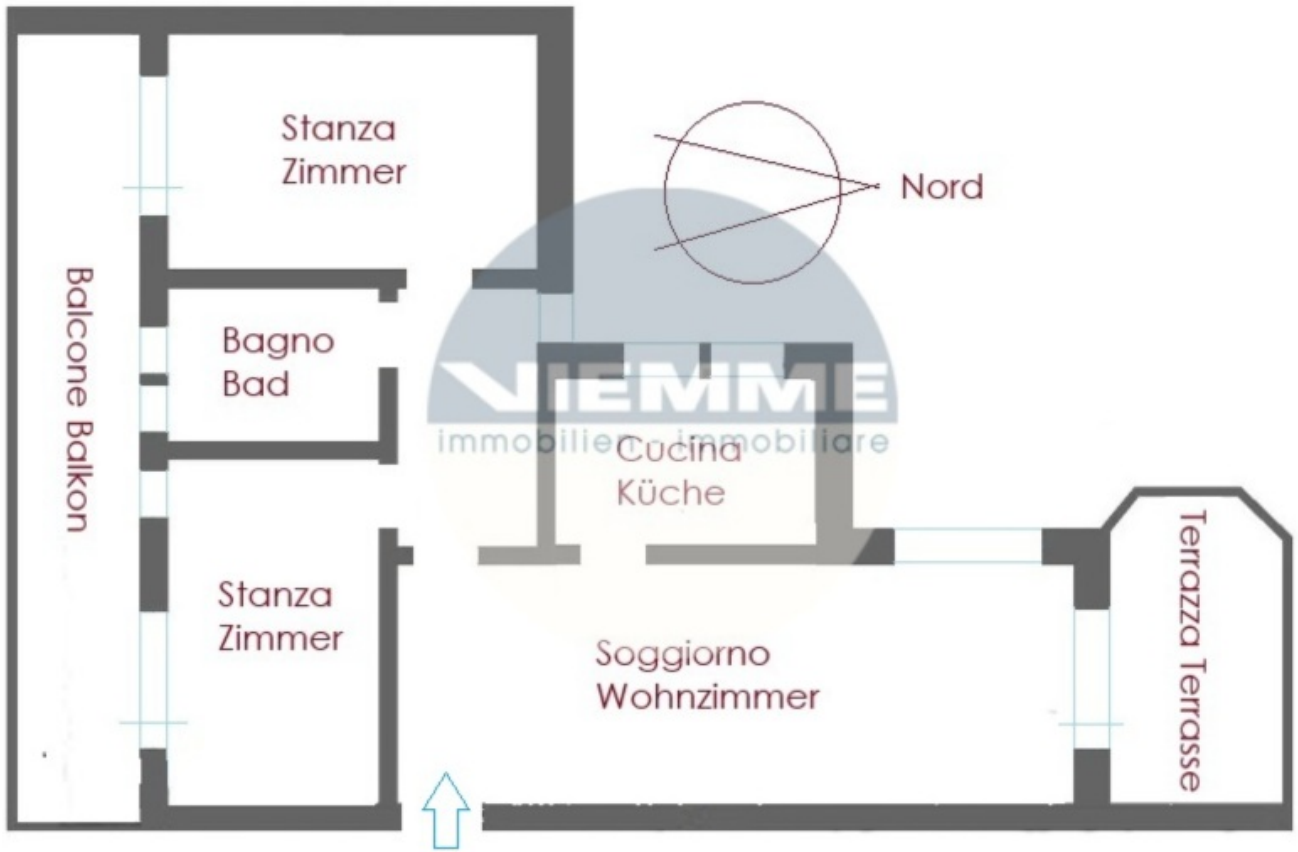 Stanza
Zimmer
Nord
Balcone Balkon
Bagno
Bad
VIEMME
immobilien - immobiliare
Cucina
Küche
Stanza
Zimmer
Soggiorno
Wohnzimmer
Terrazza Terrasse